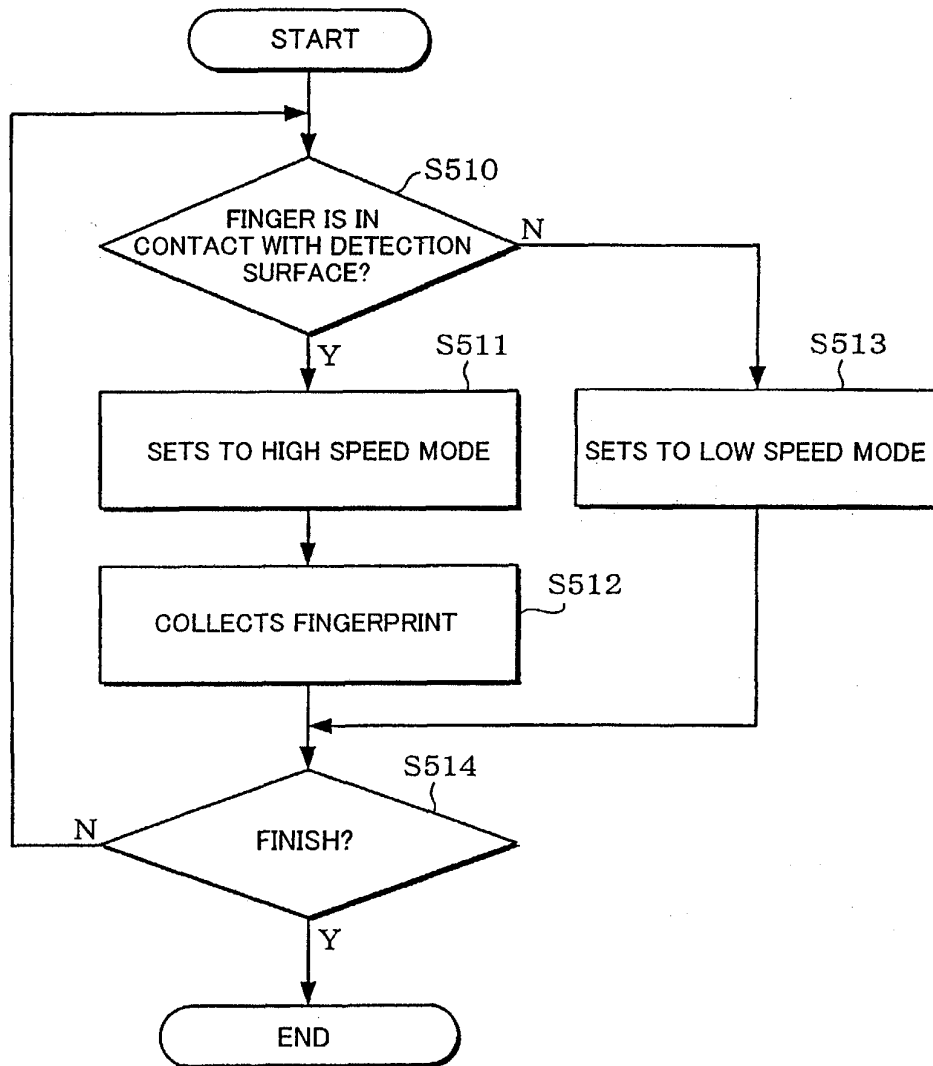 START
S510
FINGER IS IN
CONTACT WITH DETECTION
SURFACE?
N
Y
S511
S513
SETS TO HIGH SPEED MODE
SETS TO LOW SPEED MODE
S512
COLLECTS FINGERPRINT
S514
N
FINISH?
Y
END